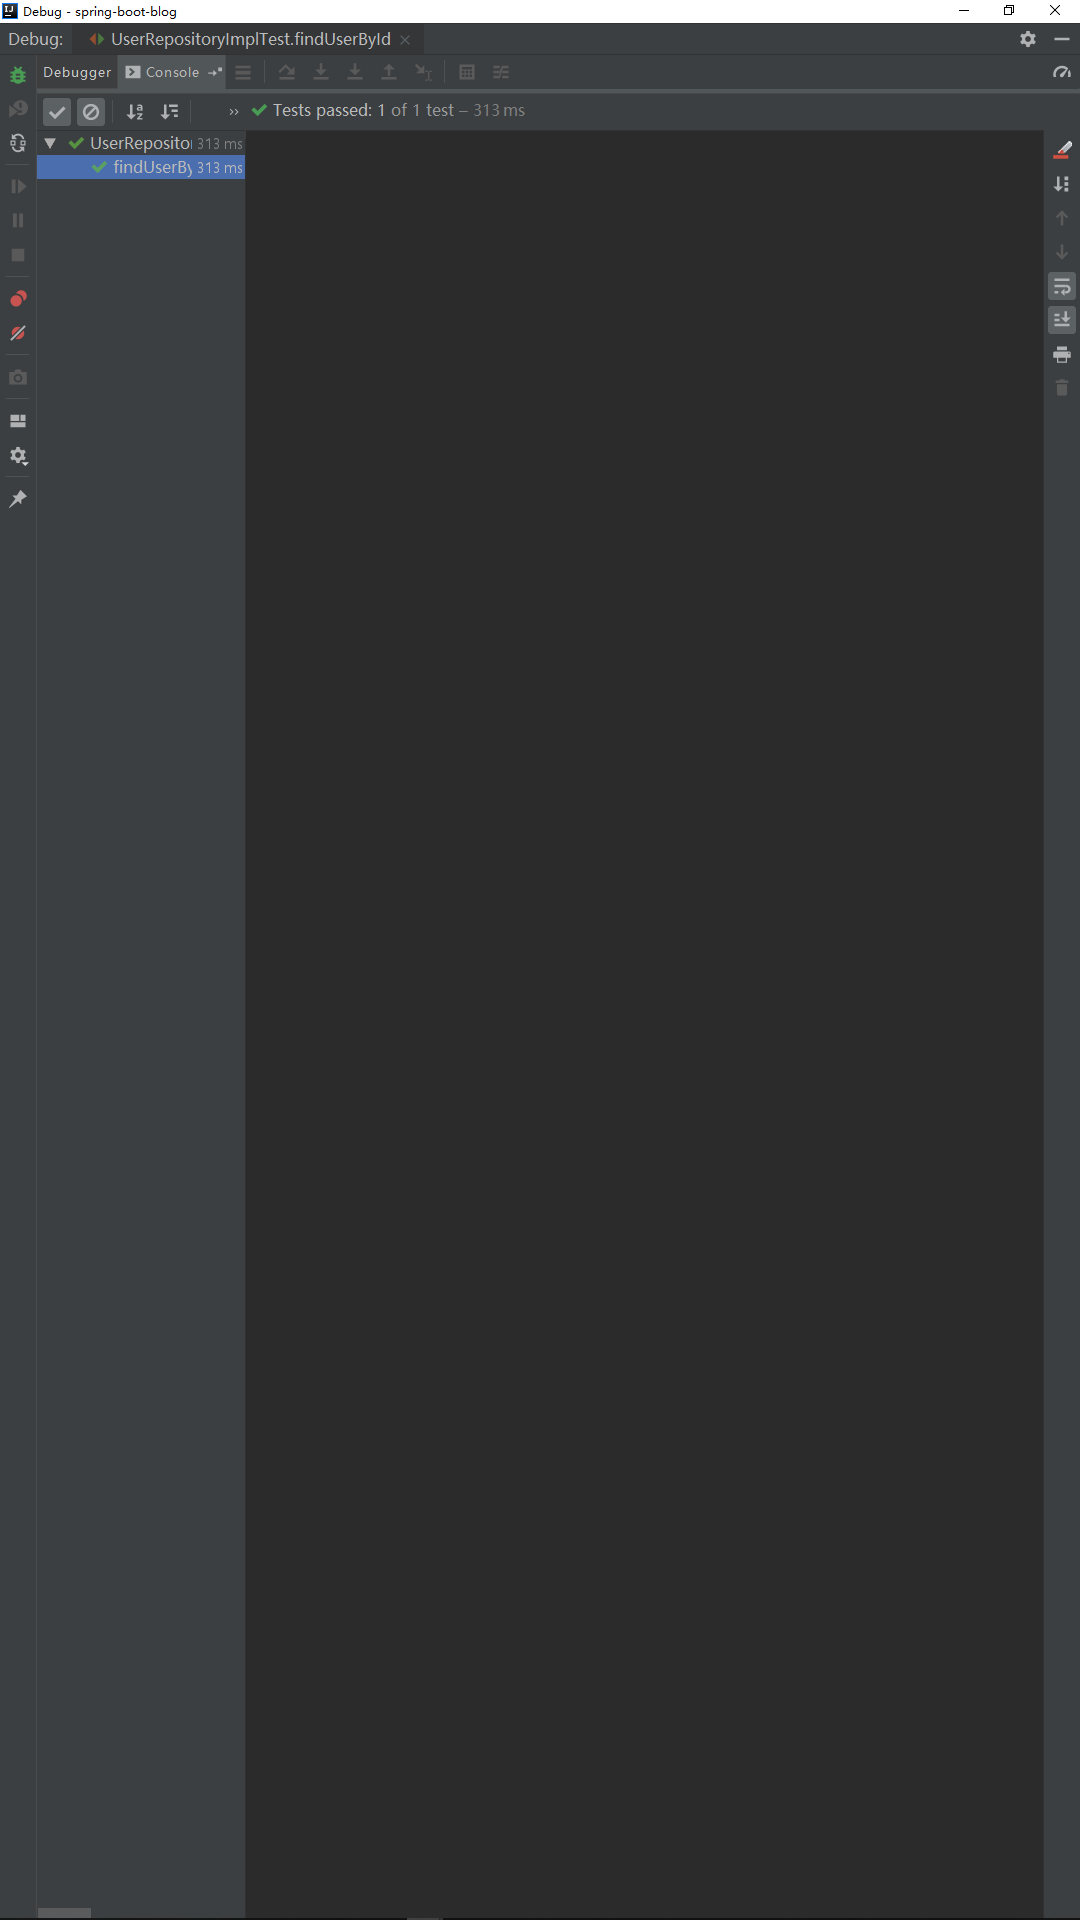 Debug - spring-boot-blog
Debug: UserRepositoryImplTest.findUserById
Debugger Console
Tests passed: 1 of 1 test – 313 ms
UserRepositor 313 ms
findUserBy 313 ms